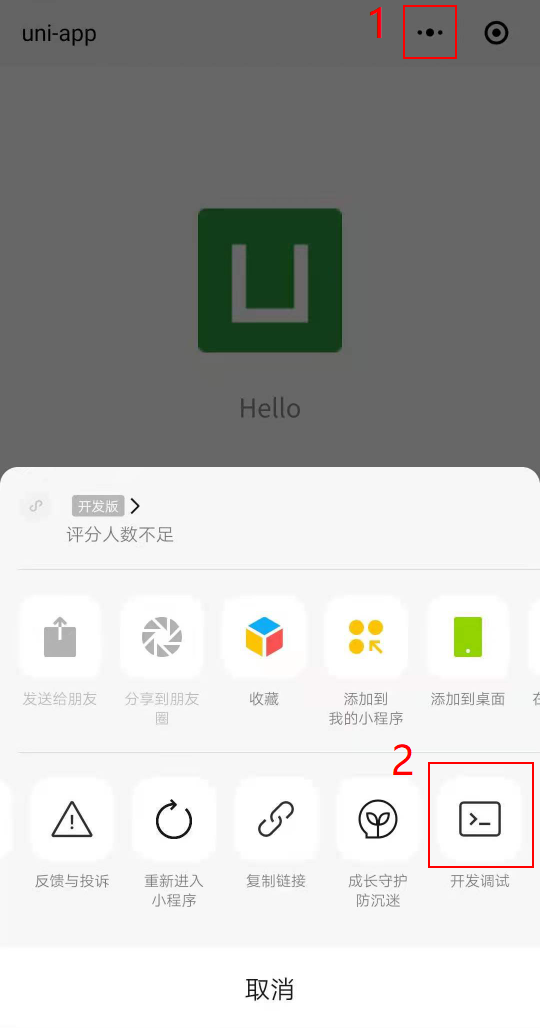 uni-app
1
Hello
开发版
评分人数不足
发送给朋友
分享到朋友
圈
收藏
添加到
我的小程序
添加到桌面
在
2
反馈与投诉
重新进入
小程序
复制链接
成长守护
防沉迷
开发调试
取消